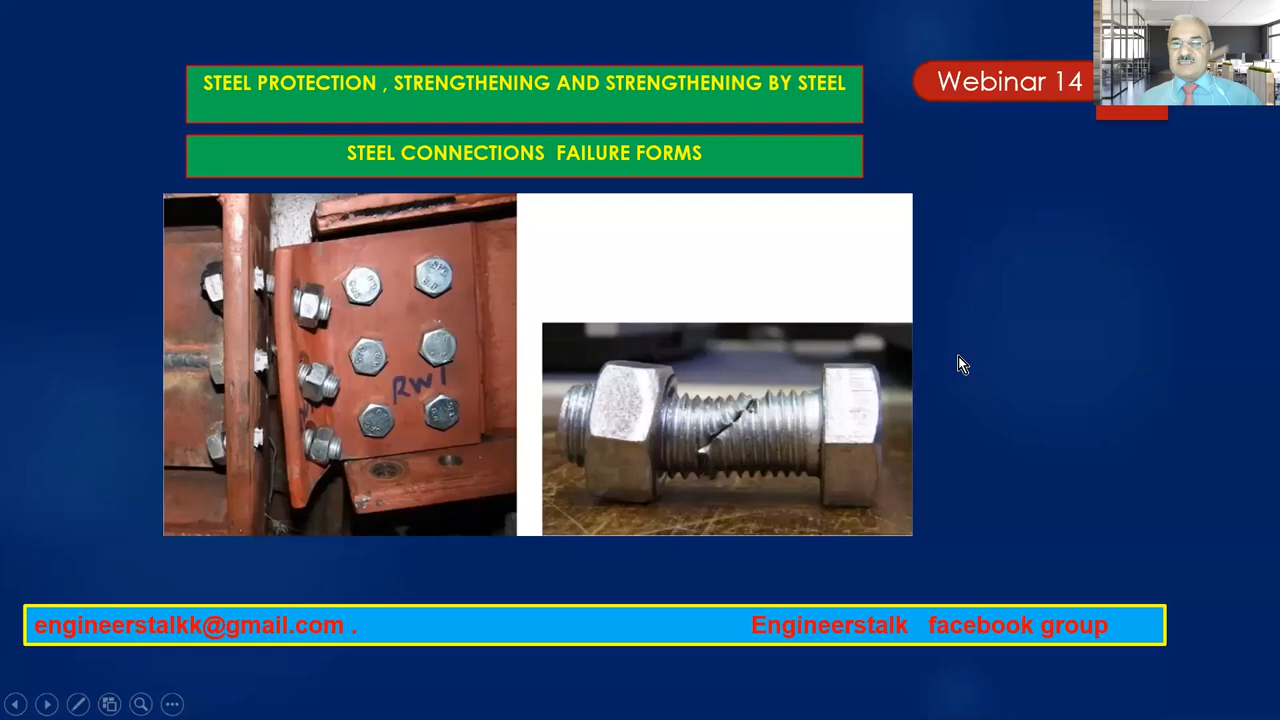 STEEL PROTECTION , STRENGTHENING AND STRENGTHENING BY STEEL
Webinar 14
STEEL CONNECTIONS FAILURE FORMS
RW1
engineerstalkk@gmail.com . Engineerstalk facebook group